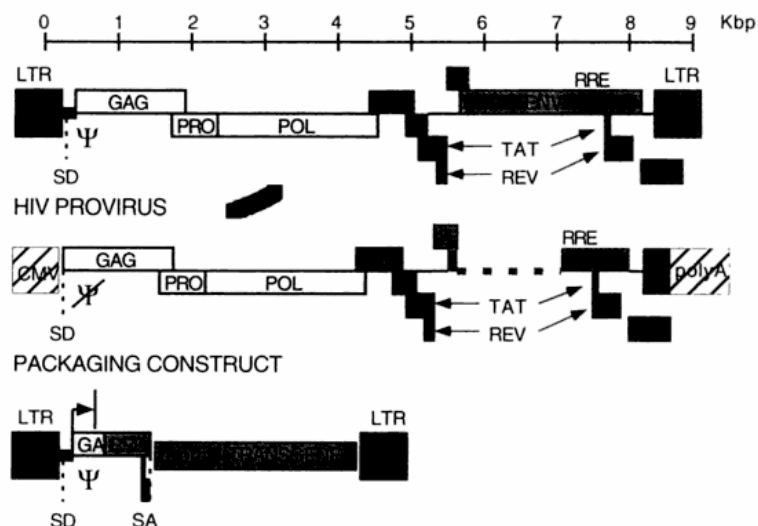 0 1 2 3 4 5 6 7 8 9 Kbp
LTR RRE LTR
GAG ENV
PRO POL
Ψ TAT
SD REV
HIV PROVIRUS
RRE
CMV GAG polyA
PRO POL
Ψ TAT
SD REV
PACKAGING CONSTRUCT
LTR LTR
GA
Ψ
SD SA